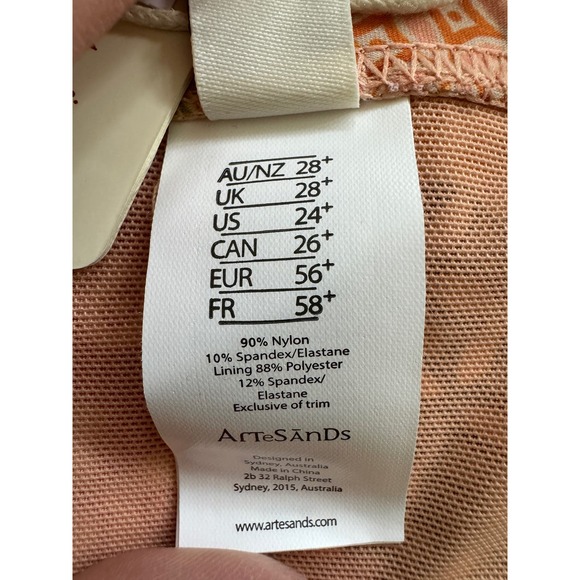 AU/NZ 28+
UK 28+
US 24+
CAN 26+
EUR 56+
FR 58+
90% Nylon
10% Spandex/Elastane
Lining 88% Polyester
12% Spandex/
Elastane
Exclusive of trim
ArTeSānDs
Designed in
Sydney, Australia
Made in China
2b 32 Ralph Street
Sydney, 2015, Australia
www.artesands.com